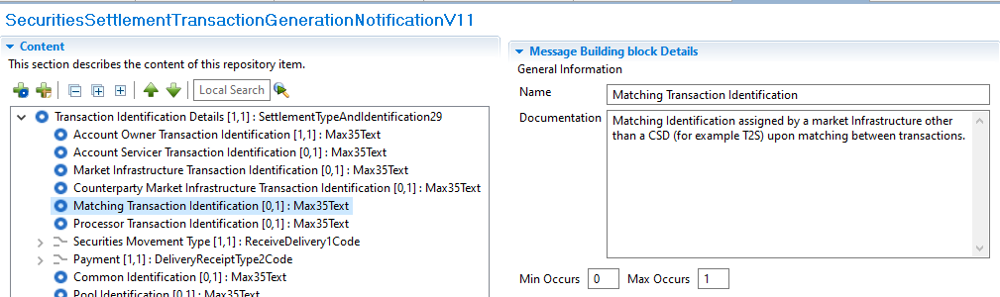 SecuritiesSettlementTransactionGenerationNotificationV11
Content
This section describes the content of this repository item.
Local Search
Transaction Identification Details [1,1] : SettlementTypeAndIdentification29
Account Owner Transaction Identification [1,1] : Max35Text
Account Servicer Transaction Identification [0,1] : Max35Text
Market Infrastructure Transaction Identification [0,1] : Max35Text
Counterparty Market Infrastructure Transaction Identification [0,1] : Max35Text
Matching Transaction Identification [0,1] : Max35Text
Processor Transaction Identification [0,1] : Max35Text
Securities Movement Type [1,1] : ReceiveDelivery1Code
Payment [1,1] : DeliveryReceiptType2Code
Common Identification [0,1] : Max35Text
Pool Identification [0,1] : Max35Text
Message Building block Details
General Information
Name
Matching Transaction Identification
Documentation
Matching Identification assigned by a market Infrastructure other
than a CSD (for example T2S) upon matching between transactions.
Min Occurs 0 Max Occurs 1